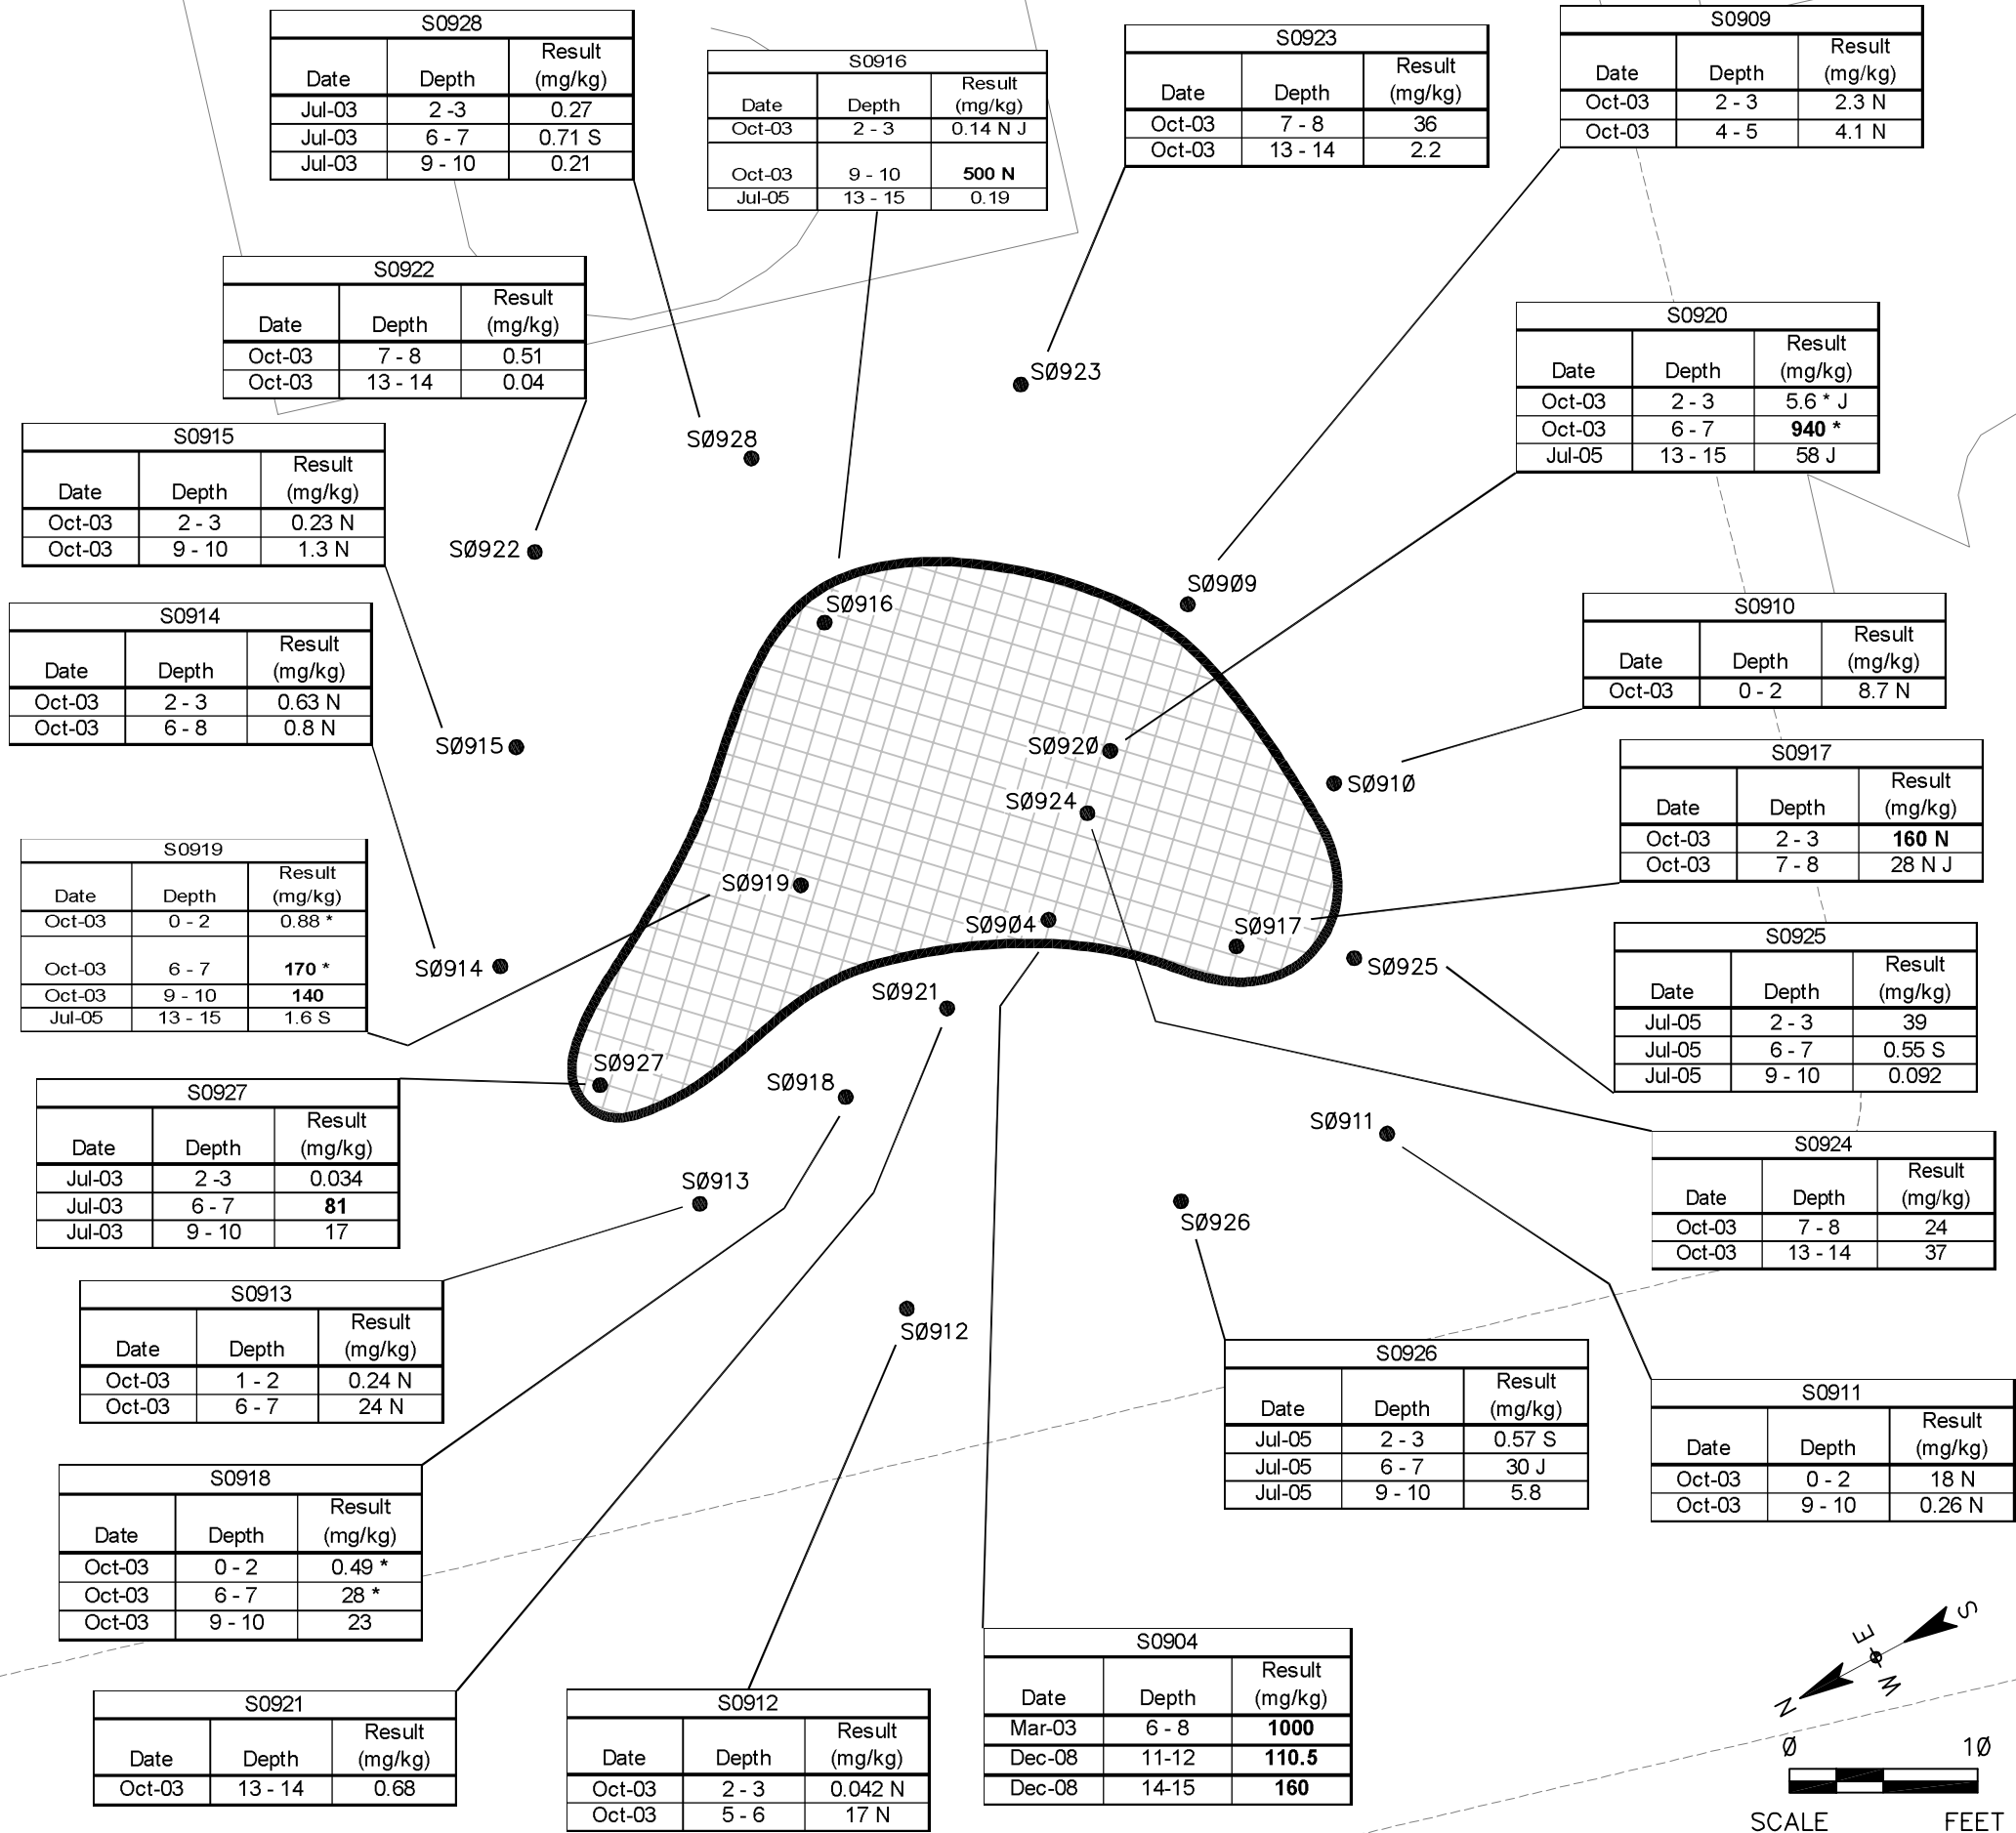 S0928
Result
Date Depth (mg/kg)
Jul-03 2 -3 0.27
Jul-03 6 - 7 0.71 S
Jul-03 9 - 10 0.21
S0916
Result
(mg/kg)
Date Depth
Oct-03 2 - 3 0.14 N J
Oct-03 9 - 10 500 N
Jul-05 13 - 15 0.19
S0923
Result
Date Depth (mg/kg)
Oct-03 7 - 8 36
Oct-03 13 - 14 2.2
S0909
Result
Date Depth (mg/kg)
Oct-03 2 - 3 2.3 N
Oct-03 4 - 5 4.1 N
S0922
Result
Date Depth (mg/kg)
Oct-03 7 - 8 0.51
Oct-03 13 - 14 0.04
S0920
Result
Date Depth (mg/kg)
Oct-03 2 - 3 5.6 * J
Oct-03 6 - 7 940 *
Jul-05 13 - 15 58 J
S0915
Result
Date Depth (mg/kg)
Oct-03 2 - 3 0.23 N
Oct-03 9 - 10 1.3 N
S0914
Result
Date Depth (mg/kg)
Oct-03 2 - 3 0.63 N
Oct-03 6 - 8 0.8 N
S0910
Result
Date Depth (mg/kg)
Oct-03 0 - 2 8.7 N
S0917
Result
Date Depth (mg/kg)
Oct-03 2 - 3 160 N
Oct-03 7 - 8 28 N J
S0919
Result
Date Depth (mg/kg)
Oct-03 0 - 2 0.88 *
Oct-03 6 - 7 170 *
Oct-03 9 - 10 140
Jul-05 13 - 15 1.6 S
S0925
Result
Date Depth (mg/kg)
Jul-05 2 - 3 39
Jul-05 6 - 7 0.55 S
Jul-05 9 - 10 0.092
S0927
Result
Date Depth (mg/kg)
Jul-03 2 -3 0.034
Jul-03 6 - 7 81
Jul-03 9 - 10 17
S0924
Result
Date Depth (mg/kg)
Oct-03 7 - 8 24
Oct-03 13 - 14 37
S0913
Result
Date Depth (mg/kg)
Oct-03 1 - 2 0.24 N
Oct-03 6 - 7 24 N
S0926
Result
Date Depth (mg/kg)
Jul-05 2 - 3 0.57 S
Jul-05 6 - 7 30 J
Jul-05 9 - 10 5.8
S0911
Result
Date Depth (mg/kg)
Oct-03 0 - 2 18 N
Oct-03 9 - 10 0.26 N
S0918
Result
Date Depth (mg/kg)
Oct-03 0 - 2 0.49 *
Oct-03 6 - 7 28 *
Oct-03 9 - 10 23
S0921
Result
Date Depth (mg/kg)
Oct-03 13 - 14 0.68
S0912
Result
Date Depth (mg/kg)
Oct-03 2 - 3 0.042 N
Oct-03 5 - 6 17 N
S0904
Result
Date Depth (mg/kg)
Mar-03 6 - 8 1000
Dec-08 11-12 110.5
Dec-08 14-15 160
SØ923
SØ928
SØ922
SØ909
SØ916
SØ915
SØ920
SØ910
SØ924
SØ919
SØ904
SØ917
SØ914
SØ925
SØ921
SØ927
SØ918
SØ911
SØ913
SØ926
SØ912
S
E
W
N
Ø 1Ø
SCALE FEET